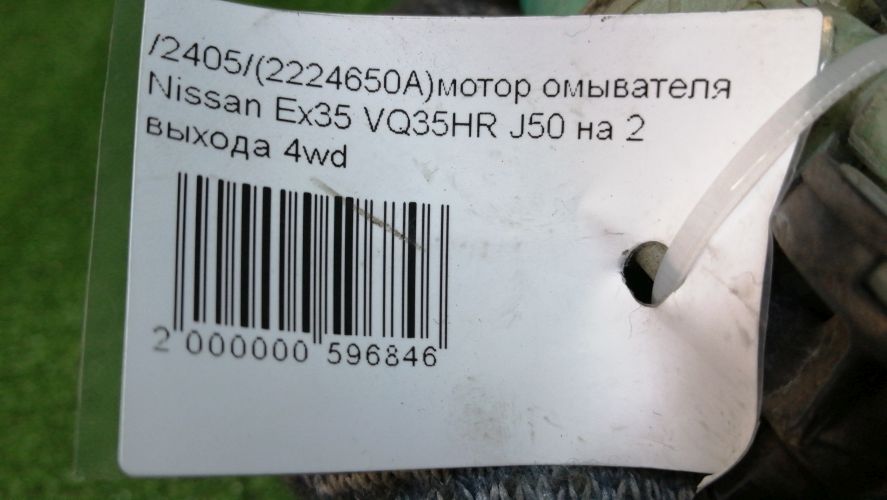 /2405/(2224650A)мотор омывателя
Nissan Ex35 VQ35HR J50 на 2
выхода 4wd
2 000000 596846